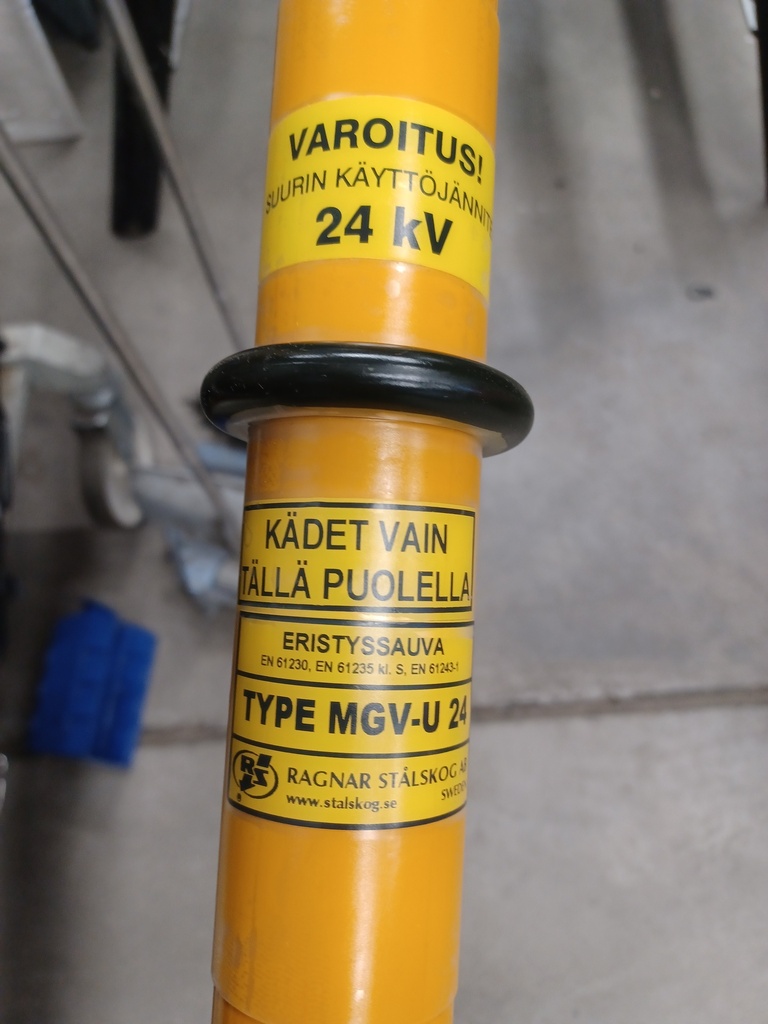 VAROITUS!
SUURIN KÄYTTÖJÄNNITE
24 kV
KÄDET VAIN
TÄLLÄ PUOLELLA
ERISTYSSAUVA
EN 61230, EN 61235 kl. S, EN 61243-1
TYPE MGV-U 24
RS
RAGNAR STÅLSKOG AB
www.stalskog.se
SWEDEN